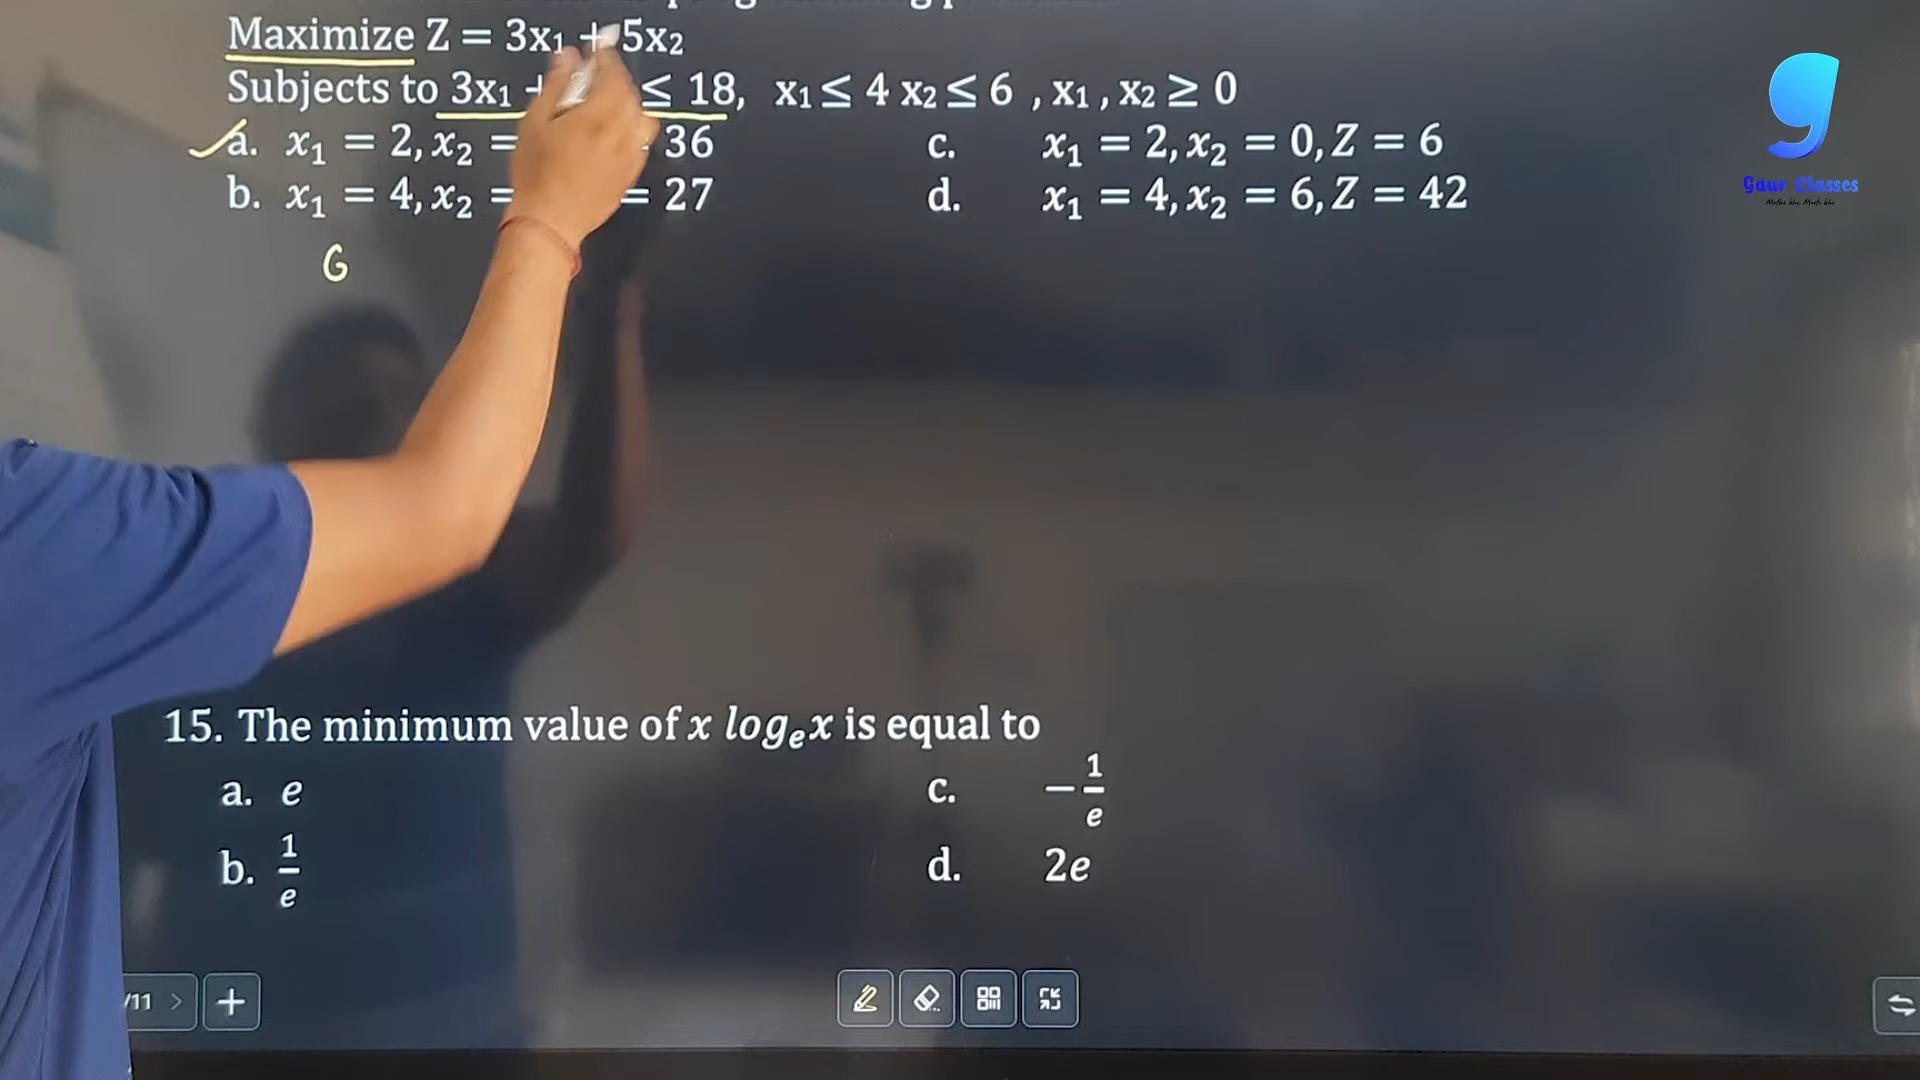 Maximize Z = 3x₁ + 5x₂
Subjects to 3x₁ + 2 ≤ 18, x₁ ≤ 4 x₂ ≤ 6 , x₁ , x₂ ≥ 0
a. x₁ = 2, x₂ = 36
c. x₁ = 2, x₂ = 0, Z = 6
b. x₁ = 4, x₂ = = 27
d. x₁ = 4, x₂ = 6, Z = 42
6
15. The minimum value of x logₑx is equal to
a. e
c. −1/e
b. 1/e
d. 2e
/11
g
Gaur Classes